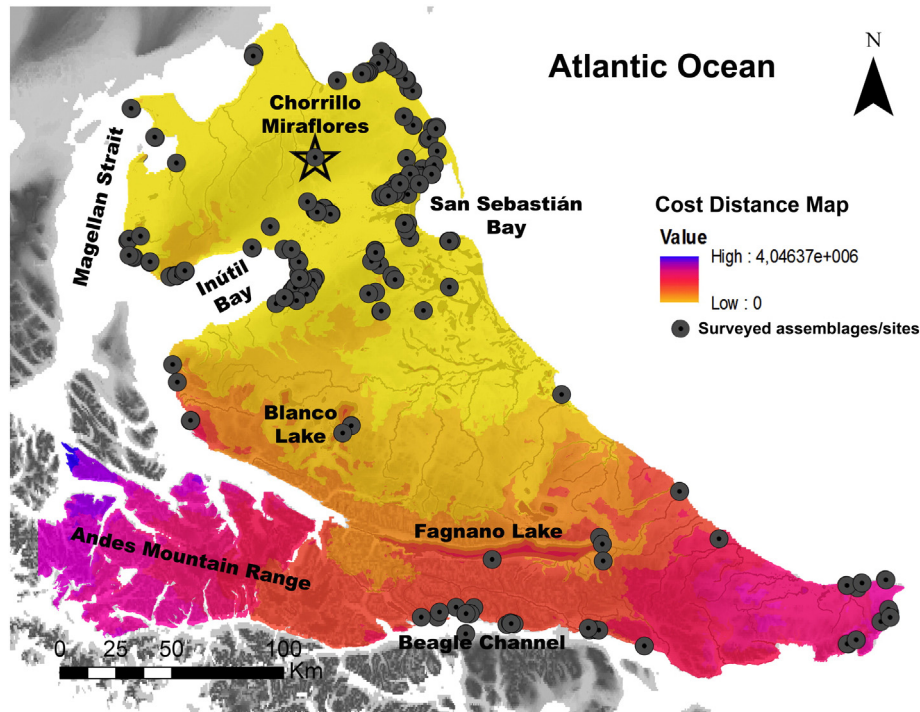 Atlantic Ocean
N
Chorrillo
Miraflores
Magellan Strait
San Sebastián
Bay
Cost Distance Map
Value
High : 4,04637e+006
Low : 0
Surveyed assemblages/sites
Inútil
Bay
Blanco
Lake
Fagnano Lake
Andes Mountain Range
Beagle Channel
0 25 50 100
Km